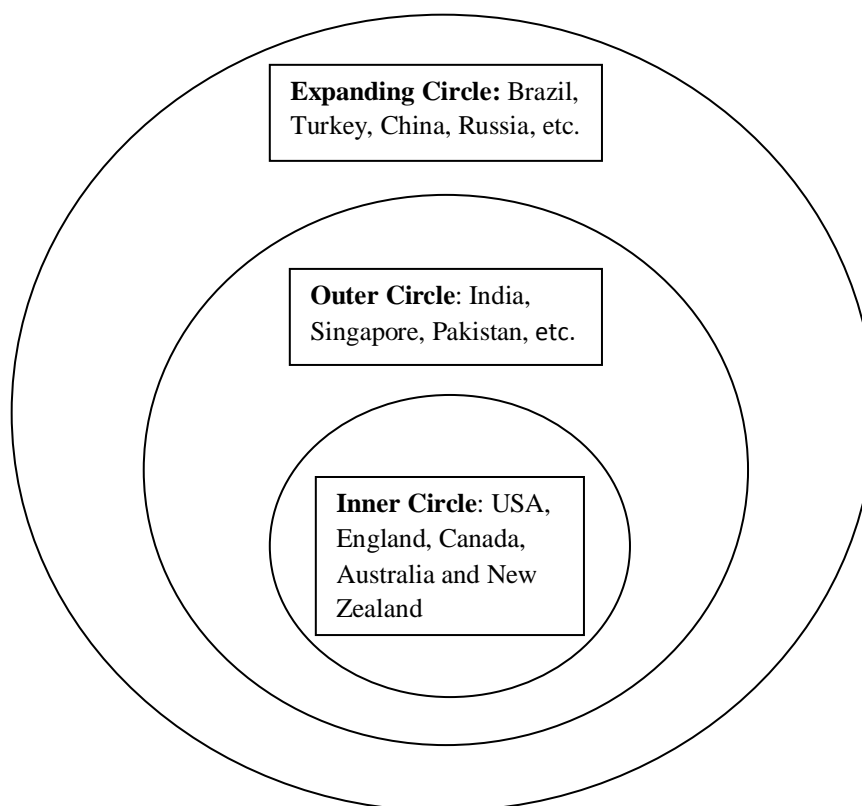 Expanding Circle: Brazil,
Turkey, China, Russia, etc.
Outer Circle: India,
Singapore, Pakistan, etc.
Inner Circle: USA,
England, Canada,
Australia and New
Zealand